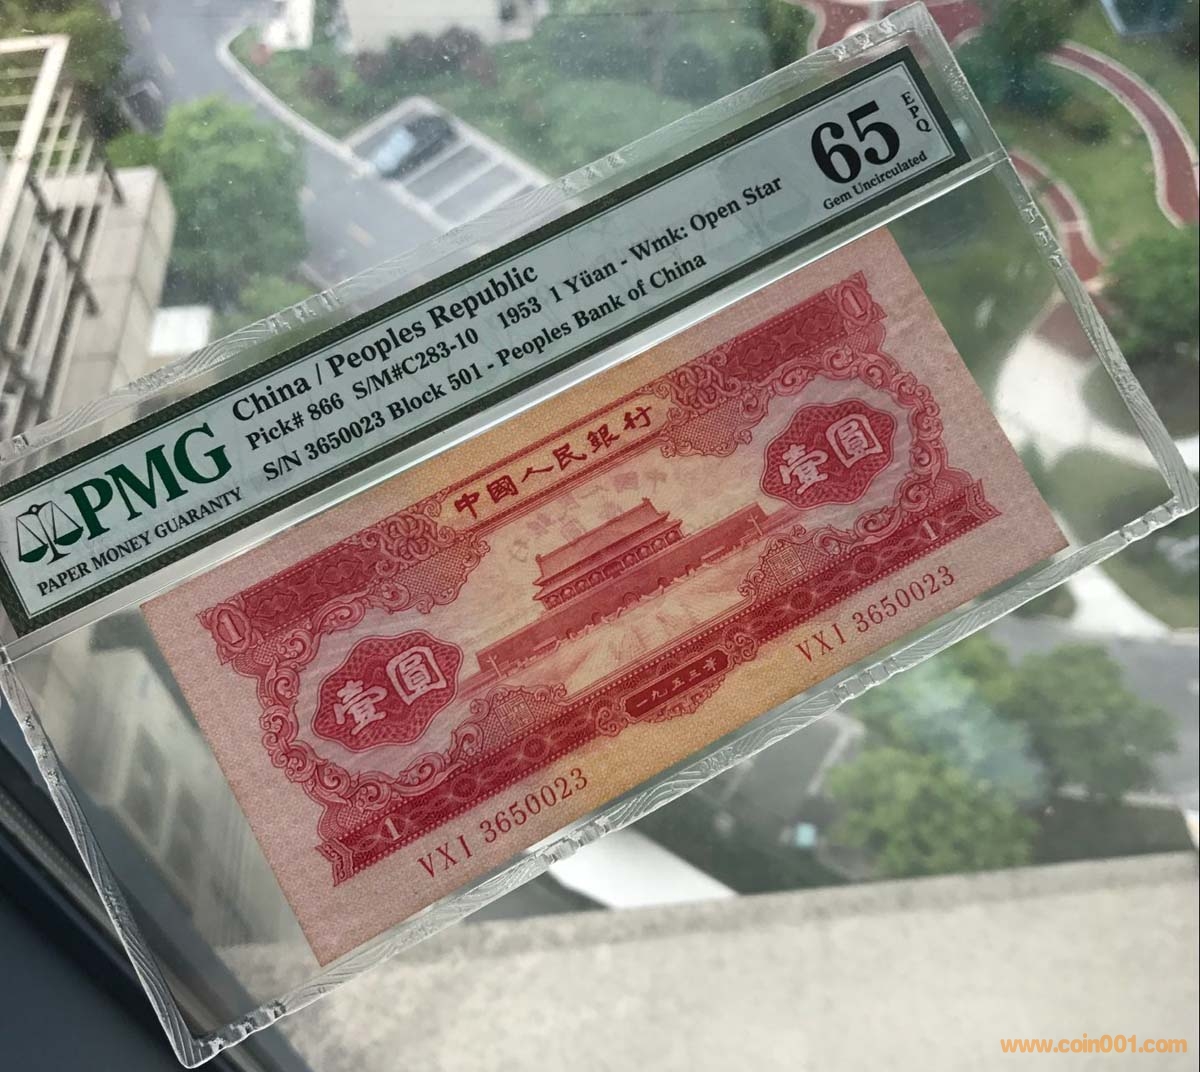 PMG
PAPER MONEY GUARANTY
China / Peoples Republic
Pick# 866 S/M#C283-10 1953 1 Yüan - Wmk: Open Star
S/N 3650023 Block 501 - Peoples Bank of China
65
EPQ
Gem Uncirculated
中國人民銀行
1
1
壹圓
壹圓
一九五三年
1
1
VXI 3650023
VXI 3650023
www.coin001.com